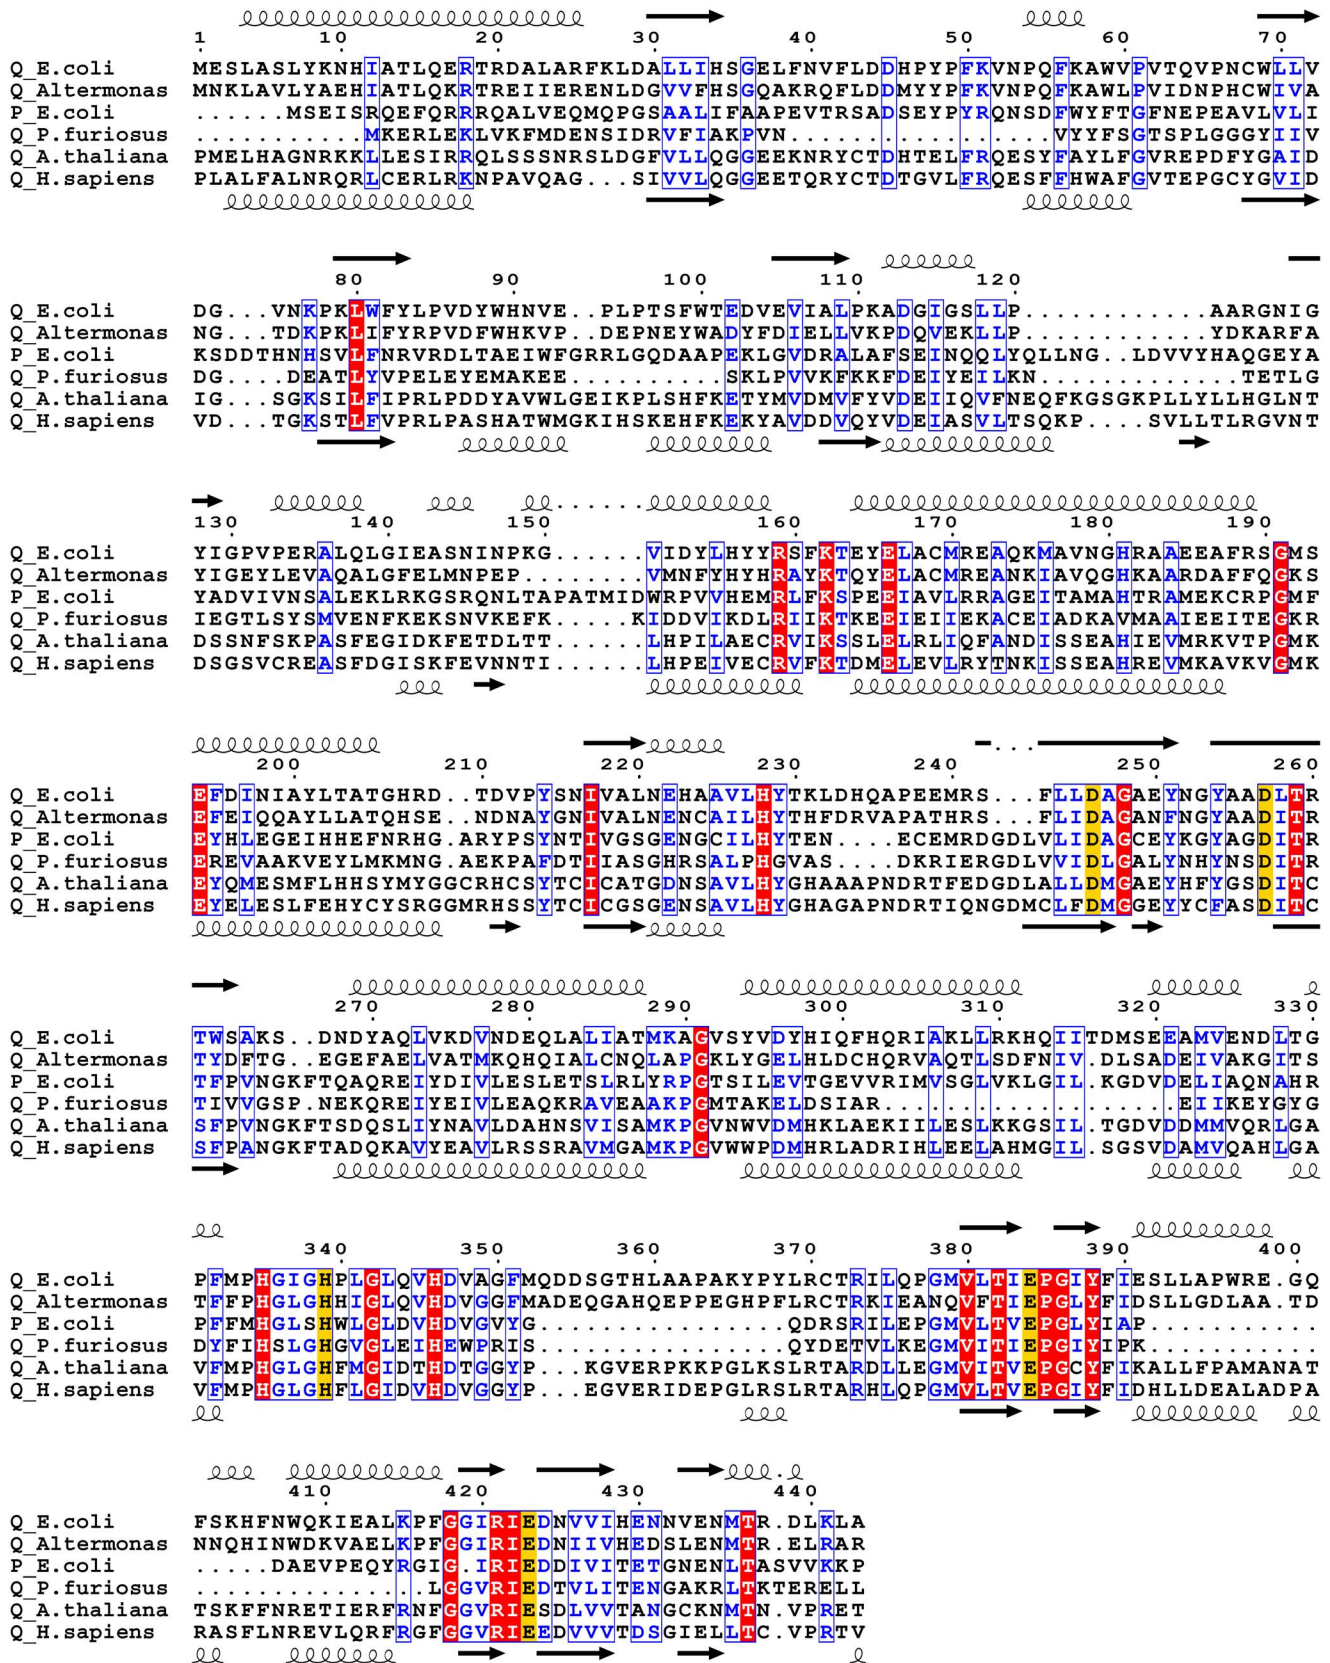 1 10 20 30 40 50 60 70
Q_E.coli MESLASLYKNHIATLQERTRDALARFKLDALLIHSGELFNVFLDDHPYPFKVNPQFKAWVPVTQVPNCWLLV
Q_Altermonas MNKLAVLYAEHIATLQKRTREIIERENLDGVVFHSGQAKRQFLDDMYYPFKVNPQFKAWLPVIDNPHCWIVA
P_E.coli ......MSEISRQEFQRRRQALVEQMQPGSAALIFAAPEVTRSADSEYPYRQNSDFWYFTGFNEPEAVLVLI
Q_P.furiosus ...........MKERLEKLVKFMDENSIDRVFIAKPVN.................VYYFSGTSPLGGGYIIV
Q_A.thaliana PMELHAGNRKKLLESIRRQLSSSNRSLDGFVLLQGGEEKNRYCTDHTELFRQESYFAYLFGVREPDFYGAID
Q_H.sapiens PLALFALNRQRLCERLRKNPAVQAG...SIVVLQGGEETQRYCTDTGVLFRQESFFHWAFGVTEPGCYGVID
80 90 100 110 120
Q_E.coli DG...VNKPKLWFYLPVDYWHNVE..PLPTSFWTEDVEVIALPKADGIGSLLP............AARGNIG
Q_Altermonas NG...TDKPKLIFYRPVDFWHKVP..DEPNEYWADYFDIELLVKPDQVEKLLP............YDKARFA
P_E.coli KSDDTHNHSVLFNRVRDLTAEIWFGRRLGQDAAPEKLGVDRALAFSEINQQLYQLLNG..LDVVYHAQGEYA
Q_P.furiosus DG....DEATLYVPELEYEMAKEE..........SKLPVVKFKKFDEIYEILKN.............TETLG
Q_A.thaliana IG...SGKSILFIPRLPDDYAVWLGEIKPLSHFKETYMVDMVFYVDEIIQVFNEQFKGSGKPLLYLLHGLNT
Q_H.sapiens VD...TGKSTLFVPRLPASHATWMGKIHSKEHFKEKYAVDDVQYVDEIASVLTSQKP....SVLLTLRGVNT
130 140 150 160 170 180 190
Q_E.coli YIGPVPERALQLGIEASNINPKG......VIDYLHYYRSFKTEYELACMREAQKMAVNGHRAAEEAFRSGMS
Q_Altermonas YIGEYLEVAQALGFELMNPEP........VMNFYHYHRAYKTQYELACMREANKIAVQGHKAARDAFFQGKS
P_E.coli YADVIVNSALEKLRKGSRQNLTAPATMIDWRPVVHEMRLFKSPEEIAVLRRAGEITAMAHTRAMEKCRPGMF
Q_P.furiosus IEGTLSYSMVENFKEKSNVKEFK......KIDDVIKDLRIIKTKEEIEIIEKACEIADKAVMAAIEEITEGKR
Q_A.thaliana DSSNFSKPASFEGIDKFETDLTT......LHPILAECRVIKSSLELRLIQFANDISSEAHIEVMRKVTPGMK
Q_H.sapiens DSGSVCREASFDGISKFEVNNTI......LHPEIVECRVFKTDMELEVLRYTNKISSEAHREVMKAVKVGMK
200 210 220 230 240 250 260
Q_E.coli EFDINIAYLTATGHRD..TDVPYSNIVALNEHAAVLHYTKLDHQAPEEMRS...FLLDAGAEYNGYAADLTR
Q_Altermonas EFEIQQAYLLATQHSE..NDNAYGNIVALNENCAILHYTHFDRVAPATHRS...FLIDAGANFNGYAADITR
P_E.coli EYHLEGEIHHEFNRHG.ARYPSYNTIVGSGENGCILHYTEN....ECEMRDGDLVLIDAGCEYKGYAGDITR
Q_P.furiosus EREVAAKVEYLMKMNG.AEKPAFDTIIASGHRSALPHGVAS....DKRIERGDLVVIDLGALYNHYNSDITR
Q_A.thaliana EYQMESMFLHHSYMYGGCRHCSYTCICATGDNSAVLHYGHAAAPNDRTFEDGDLALLDMGAEYHFYGSDITC
Q_H.sapiens EYELESLFEHYCYSRGGMRHSSYTCICGSGENSAVLHYGHAGAPNDRTIQNGDMCLFDMGGEYYCFASDITC
270 280 290 300 310 320 330
Q_E.coli TWSAKS..DNDYAQLVKDVNDEQLALIATMKAGVSYVDYHIQFHQRIAKLLRKHQIITDMSEEAMVENDLTG
Q_Altermonas TYDFTG..EGEFAELVATMKQHQIALCNQLAPGKLYGELHLDCHQRVAQTLSDFNIV.DLSADEIVAKGITS
P_E.coli TFPVNGKFTQAQREIYDIVLESLETSLRLYRPGTSILEVTGEVVRIMVSGLVKLGIL.KGDVDELIAQNAHR
Q_P.furiosus TIVVGSP.NEKQREIYEIVLEAQKRAVEAAKPGMTAKELDSIAR...................EIIKEYGYG
Q_A.thaliana SFPVNGKFTSDQSLIYNAVLDAHNSVISAMKPGVNWVDMHKLAEKIILESLKKGSIL.TGDVDDMMVQRLGA
Q_H.sapiens SFPANGKFTADQKAVYEAVLRSSRAVMGAMKPGVWWPDMHRLADRIHLEELAHMGIL.SGSVDAMVQAHLGA
340 350 360 370 380 390 400
Q_E.coli PFMPHGIGHPLGLQVHDVAGFMQDDSGTHLAAPAKYPYLRCTRILQPGMVLTIEPGIYFIESLLAPWRE.GQ
Q_Altermonas TFFPHGLGHHIGLQVHDVGGFMADEQGAHQEPPEGHPFLRCTRKIEANQVFTIEPGLYFIDSLLGDLAA.TD
P_E.coli PFFMHGLSHWLGLDVHDVGVYG................QDRSRILEPGMVLTVEPGLYIAP...........
Q_P.furiosus DYFIHSLGHGVGLEIHEWPRIS................QYDETVLKEGMVITIEPGIYIPK...........
Q_A.thaliana VFMPHGLGHFMGIDTHDTGGYP...KGVERPKKPGLKSLRTARDLLEGMVITVEPGCYFIKALLFPAMANAT
Q_H.sapiens VFMPHGLGHFLGIDVHDVGGYP...EGVERIDEPGLRSLRTARHLQPGMVLTVEPGIYFIDHLLDEALADPA
410 420 430 440
Q_E.coli FSKHFNWQKIEALKPFGGIRIEDNVVIHENNVENMTR.DLKLA
Q_Altermonas NNQHINWDKVAELKPFGGIRIEDNIIVHEDSLENMTR.ELRAR
P_E.coli .....DAEVPEQYRGIG.IRIEDDIVITETGNENLTASVVKKP
Q_P.furiosus ...............LGGVRIEDTVLITENGAKRLTKTERELL
Q_A.thaliana TSKFFNRETIERFRNFGGVRIESDLVVTANGCKNMTN.VPRET
Q_H.sapiens RASFLNREVLQRFRGFGGVRIEEDVVVTDSGIELLTC.VPRTV